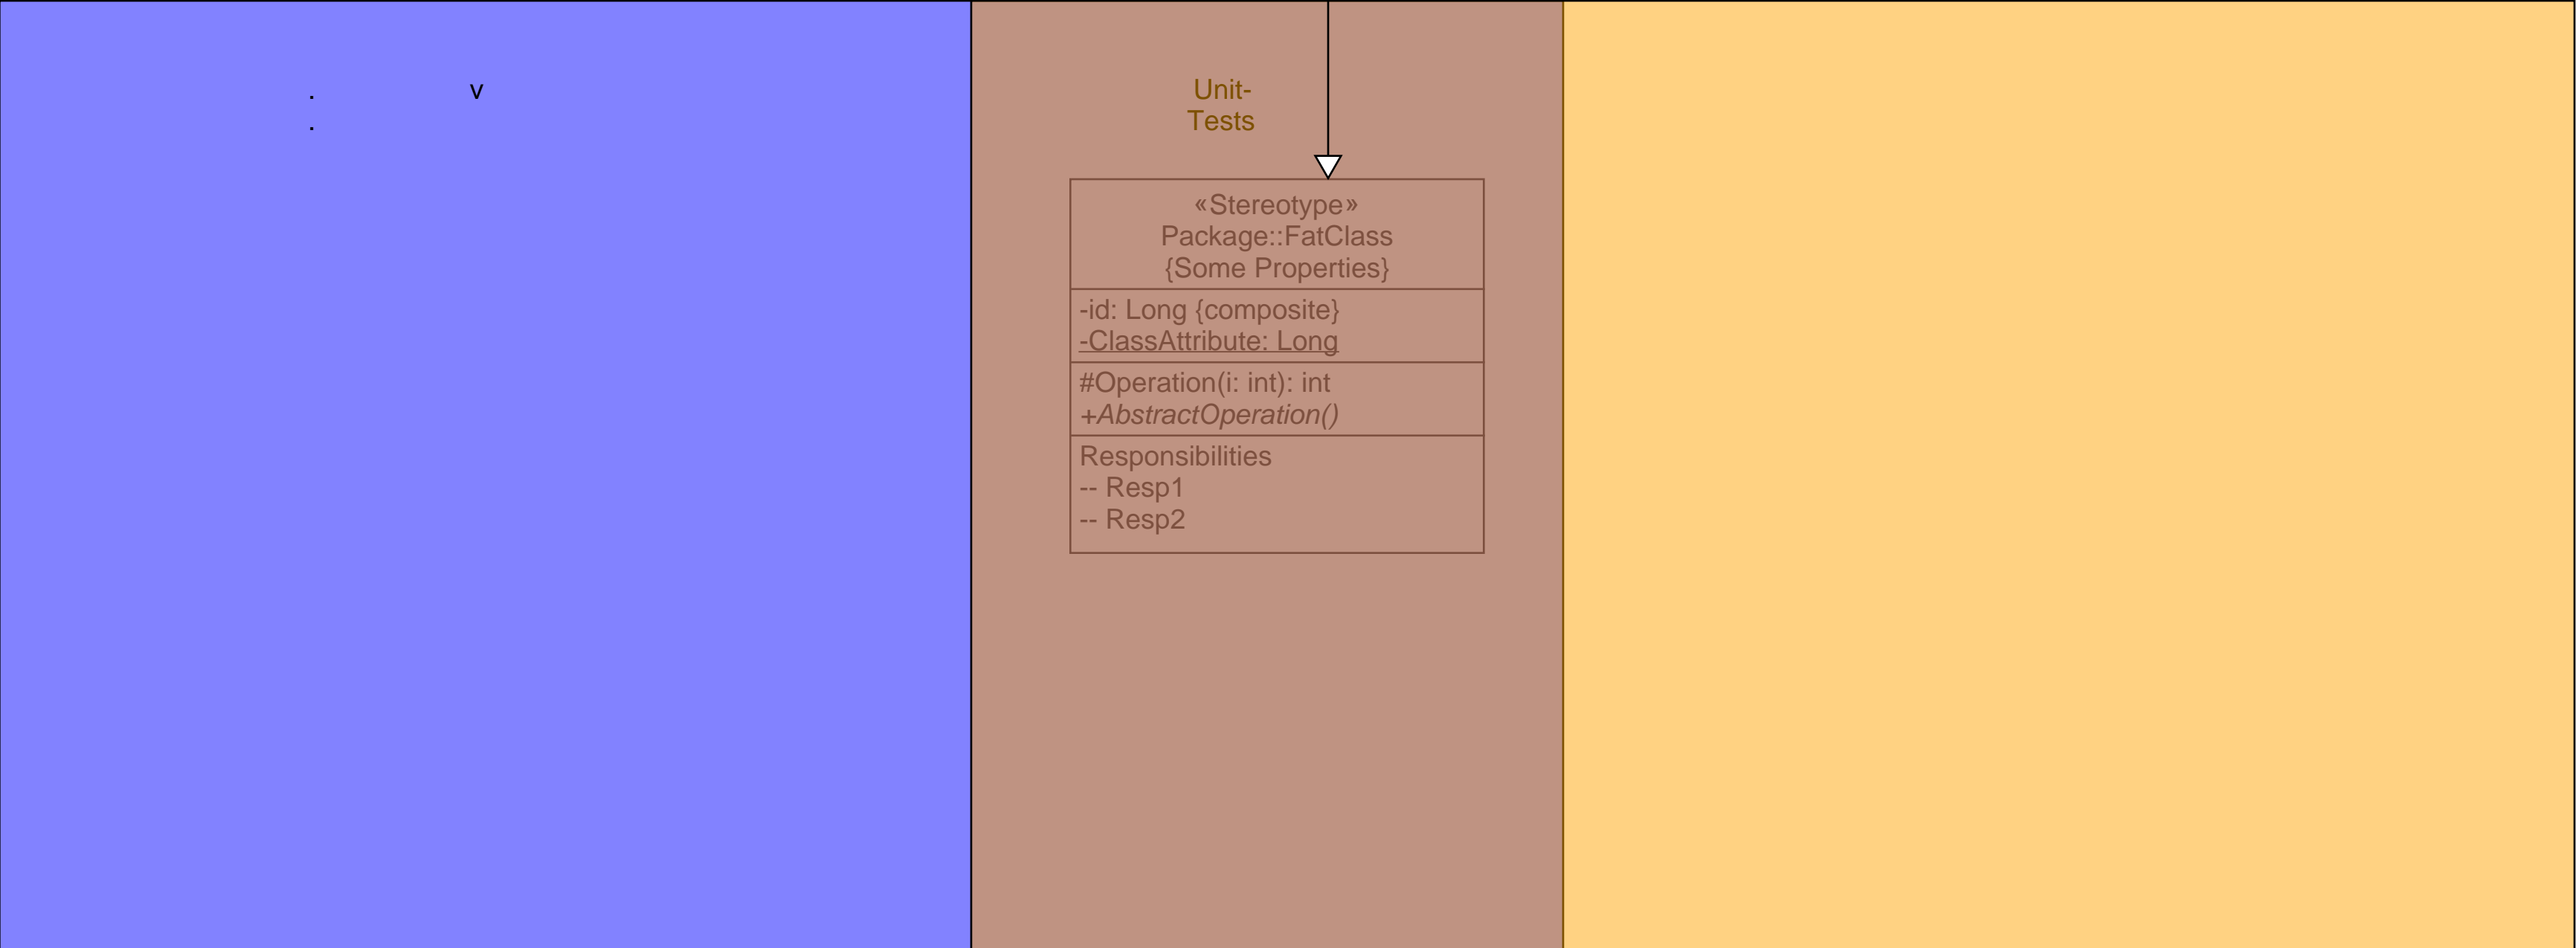 . v
.
Unit-
Tests
«Stereotype»
Package::FatClass
{Some Properties}
-id: Long {composite}
-ClassAttribute: Long
#Operation(i: int): int
+AbstractOperation()
Responsibilities
-- Resp1
-- Resp2